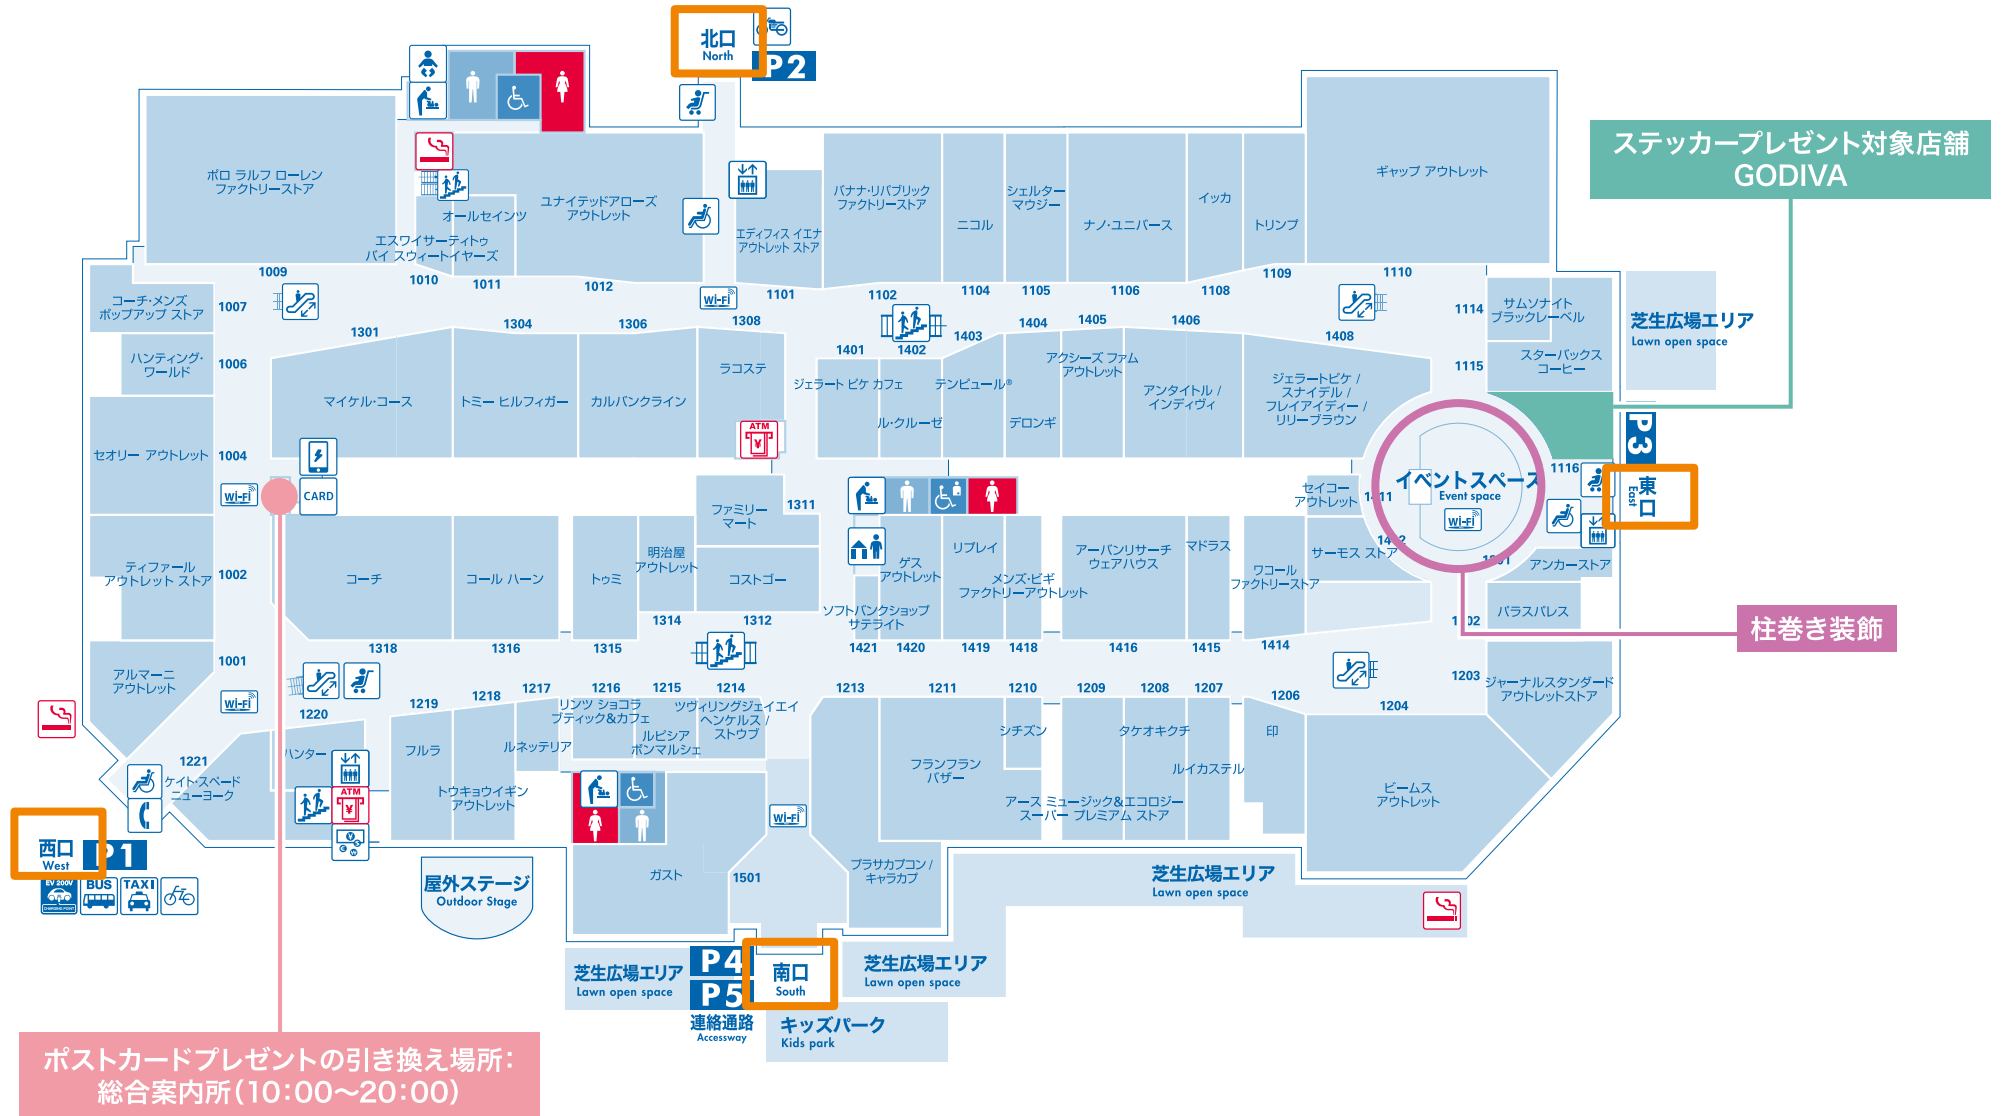 北口
North
P2
ステッカープレゼント対象店舗
GODIVA
ポロ ラルフ ローレン
ファクトリーストア
オールセインツ
エスワイサーティトゥ
バイ スウィートイヤーズ
ユナイテッドアローズ
アウトレット
エディフィス イエナ
アウトレット ストア
バナナ・リパブリック
ファクトリーストア
ニコル
シェルター
マウジー
ナノ・ユニバース
イッカ
トリンプ
ギャップ アウトレット
1009
1010
1011
1012
1101
1102
1104
1105
1106
1108
1109
1110
コーチ・メンズ
ポップアップ ストア
1007
Wi-Fi
サムソナイト
ブラックレーベル
1114
芝生広場エリア
Lawn open space
ハンティング・
ワールド
1006
1301
1304
1306
1308
1401
1402
1403
1404
1405
1406
1408
スターバックス
コーヒー
1115
マイケル・コース
トミー ヒルフィガー
カルバンクライン
ラコステ
ジェラート ピケ カフェ
ル・クルーゼ
テンピュール®
デロンギ
アクシーズ ファム
アウトレット
アンタイトル /
インディヴィ
ジェラートピケ /
スナイデル /
フレイアイディー /
リリーブラウン
セオリー アウトレット
1004
ATM
¥
P3
1116
東口
East
Wi-Fi
CARD
ファミリー
マート
1311
セイコー
アウトレット
1411
イベントスペース
Event space
Wi-Fi
ティファール
アウトレット ストア
1002
コーチ
コール ハーン
トゥミ
明治屋
アウトレット
コストゴー
ゲス
アウトレット
リプレイ
メンズ・ビギ
ファクトリーアウトレット
アーバンリサーチ
ウェアハウス
マドラス
ワコール
ファクトリーストア
サーモス ストア
アンカーストア
ソフトバンクショップ
サテライト
パラスパレス
柱巻き装飾
1318
1316
1315
1314
1312
1421
1420
1419
1418
1416
1415
1414
アルマーニ
アウトレット
1001
Wi-Fi
1203
ジャーナルスタンダード
アウトレットストア
1220
1219
1218
1217
1216
1215
1214
1213
1211
1210
1209
1208
1207
1206
1204
1221
ケイト・スペード
ニューヨーク
ハンター
フルラ
トウキョウイギン
アウトレット
ルネッテリア
リンツ ショコラ
ブティック&カフェ
ルピシア
ボンマルシェ
ツヴィリングジェイエイ
ヘンケルス /
ストウブ
フランフラン
バザー
シチズン
タケオキクチ
ルイカステル
印
アース ミュージック&エコロジー
スーパー プレミアム ストア
ビームス
アウトレット
ATM
¥
Wi-Fi
西口
West
P1
EV 200V
BUS
TAXI
屋外ステージ
Outdoor Stage
ガスト
1501
プラサカプコン /
キャラカプ
芝生広場エリア
Lawn open space
芝生広場エリア
Lawn open space
P4
P5
連絡通路
Accessway
南口
South
芝生広場エリア
Lawn open space
キッズパーク
Kids park
ポストカードプレゼントの引き換え場所：
総合案内所（10：00〜20：00）